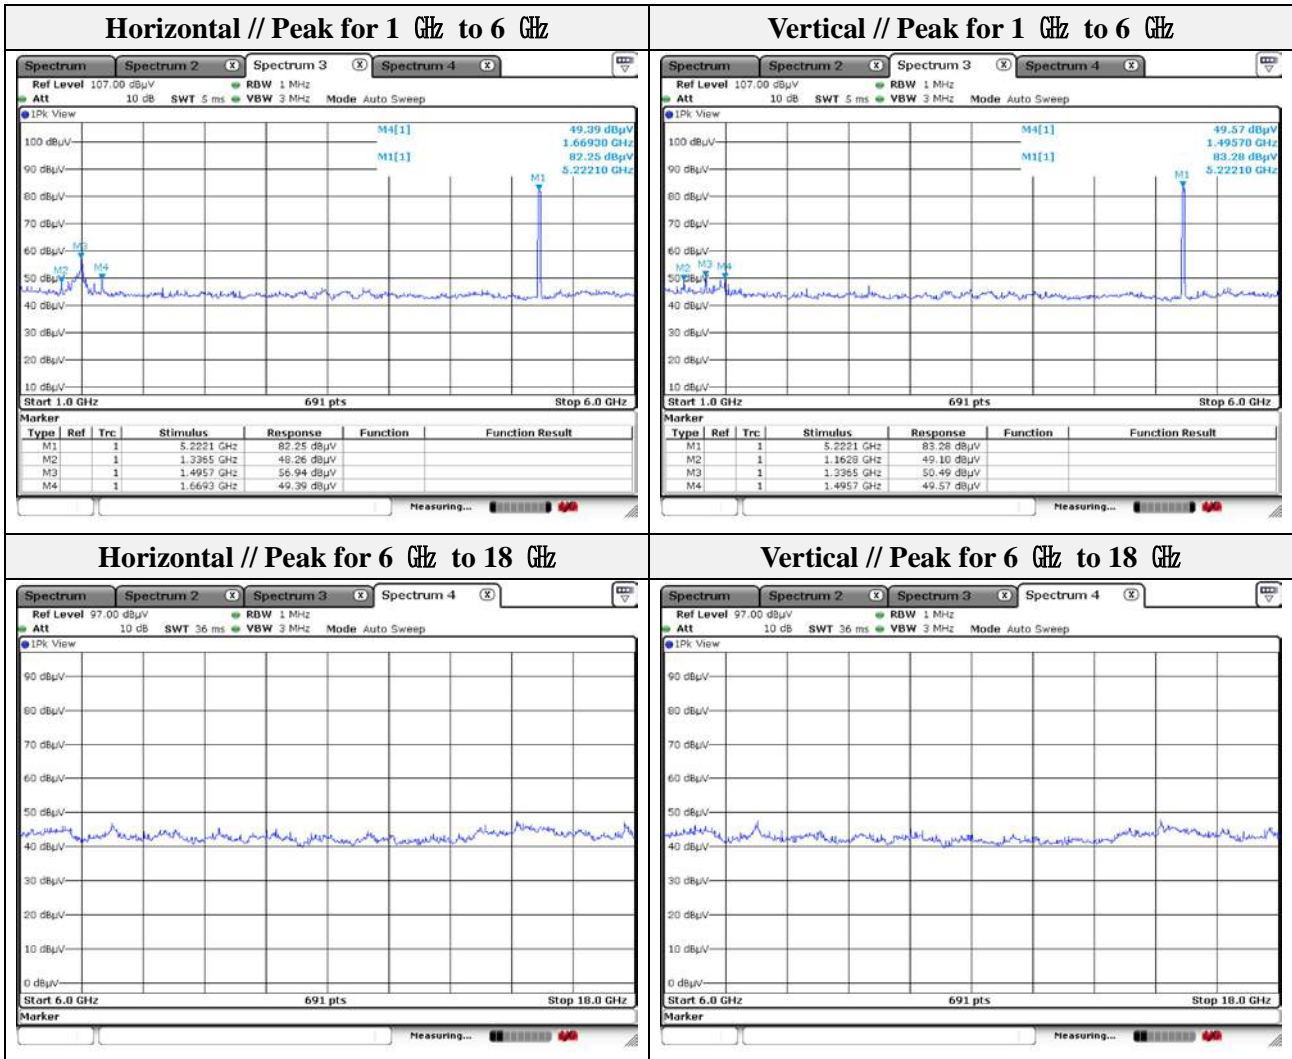 Horizontal // Peak for 1 ㎓ to 6 ㎓
Spectrum Spectrum 2 Spectrum 3 Spectrum 4
Ref Level 107.00 dBµV RBW 1 MHz
Att 10 dB SWT 5 ms VBW 3 MHz Mode Auto Sweep
1Pk View
M4[1] 49.39 dBµV
1.66930 GHz
M1[1] 82.25 dBµV
5.22210 GHz
100 dBµV
90 dBµV
M1
80 dBµV
70 dBµV
60 dBµV
M3
M2 M4
50 dBµV
40 dBµV
30 dBµV
20 dBµV
10 dBµV
Start 1.0 GHz 691 pts Stop 6.0 GHz
Marker
Type Ref Trc Stimulus Response Function Function Result
M1 1 5.2221 GHz 82.25 dBµV
M2 1 1.3365 GHz 48.26 dBµV
M3 1 1.4957 GHz 56.94 dBµV
M4 1 1.6693 GHz 49.39 dBµV
Measuring...
Vertical // Peak for 1 ㎓ to 6 ㎓
Spectrum Spectrum 2 Spectrum 3 Spectrum 4
Ref Level 107.00 dBµV RBW 1 MHz
Att 10 dB SWT 5 ms VBW 3 MHz Mode Auto Sweep
1Pk View
M4[1] 49.57 dBµV
1.49570 GHz
M1[1] 83.28 dBµV
5.22210 GHz
100 dBµV
90 dBµV
M1
80 dBµV
70 dBµV
60 dBµV
M2 M3 M4
50 dBµV
40 dBµV
30 dBµV
20 dBµV
10 dBµV
Start 1.0 GHz 691 pts Stop 6.0 GHz
Marker
Type Ref Trc Stimulus Response Function Function Result
M1 1 5.2221 GHz 83.28 dBµV
M2 1 1.1628 GHz 49.10 dBµV
M3 1 1.3365 GHz 50.49 dBµV
M4 1 1.4957 GHz 49.57 dBµV
Measuring...
Horizontal // Peak for 6 ㎓ to 18 ㎓
Spectrum Spectrum 2 Spectrum 3 Spectrum 4
Ref Level 97.00 dBµV RBW 1 MHz
Att 10 dB SWT 36 ms VBW 3 MHz Mode Auto Sweep
1Pk View
90 dBµV
80 dBµV
70 dBµV
60 dBµV
50 dBµV
40 dBµV
30 dBµV
20 dBµV
10 dBµV
0 dBµV
Start 6.0 GHz 691 pts Stop 18.0 GHz
Marker
Measuring...
Vertical // Peak for 6 ㎓ to 18 ㎓
Spectrum Spectrum 2 Spectrum 3 Spectrum 4
Ref Level 97.00 dBµV RBW 1 MHz
Att 10 dB SWT 36 ms VBW 3 MHz Mode Auto Sweep
1Pk View
90 dBµV
80 dBµV
70 dBµV
60 dBµV
50 dBµV
40 dBµV
30 dBµV
20 dBµV
10 dBµV
0 dBµV
Start 6.0 GHz 691 pts Stop 18.0 GHz
Marker
Measuring...